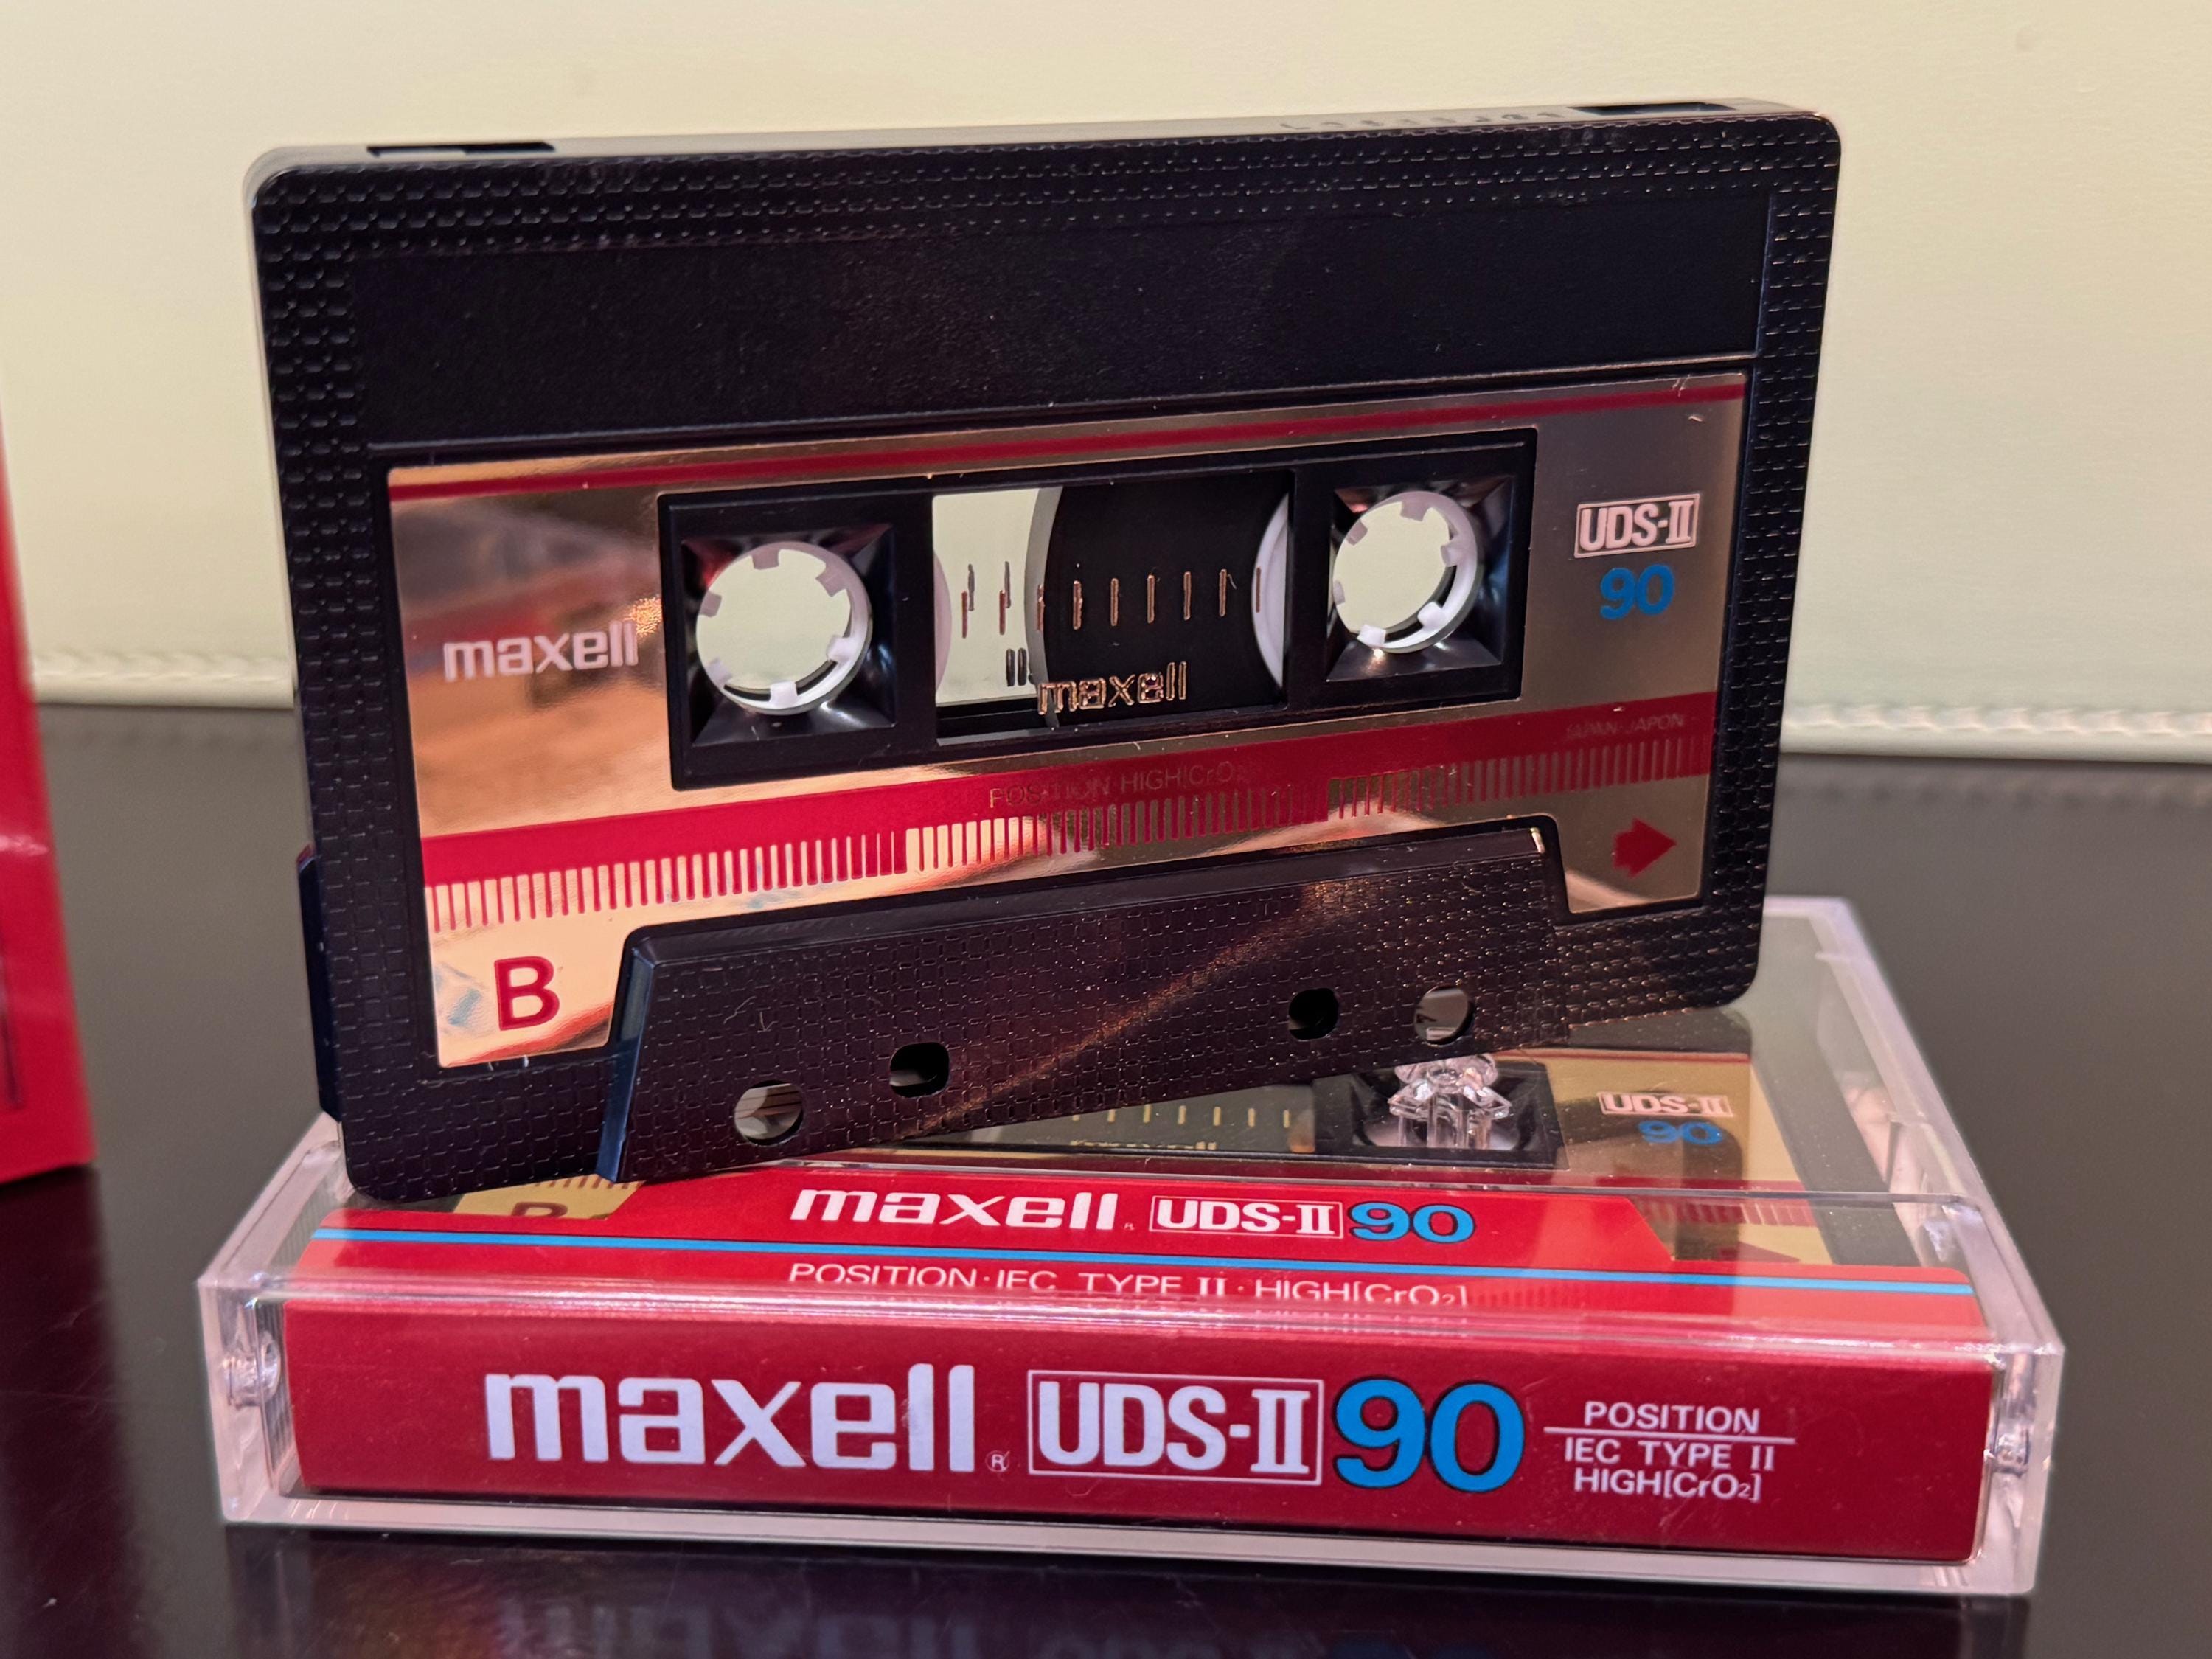 UDS-II
90
maxell
maxell
JAPAN·JAPON
POSITION·HIGH[CrO2]
B
UDS-II
90
maxell UDS-II 90
POSITION·IEC TYPE II·HIGH[CrO2]
maxell® UDS-II 90
POSITION
IEC TYPE II
HIGH[CrO2]